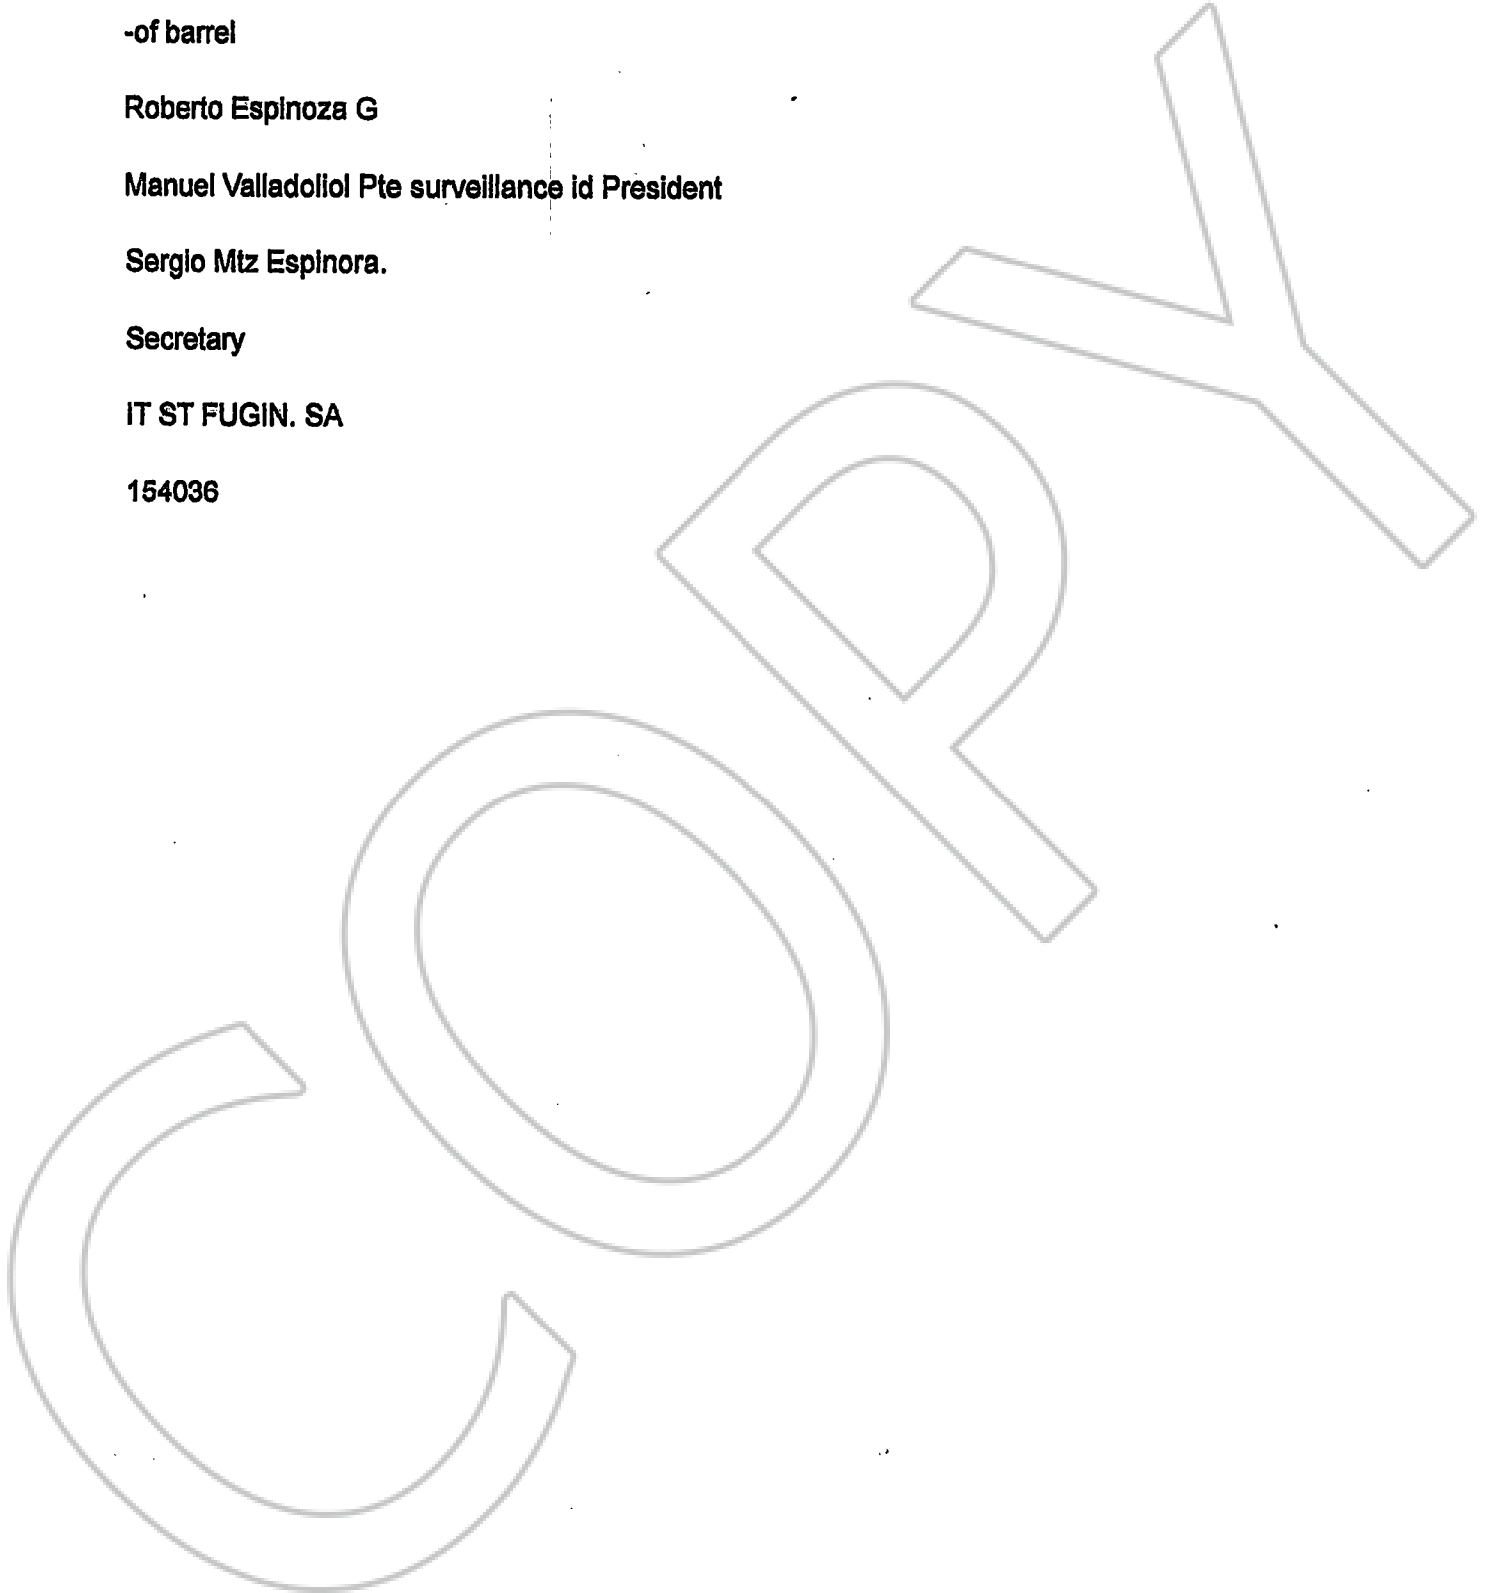 -of barrel
Roberto Espinoza G
Manuel Valladoliol Pte surveillance id President
Sergio Mtz Espinora.
Secretary
IT ST FUGIN. SA
154036
COPY